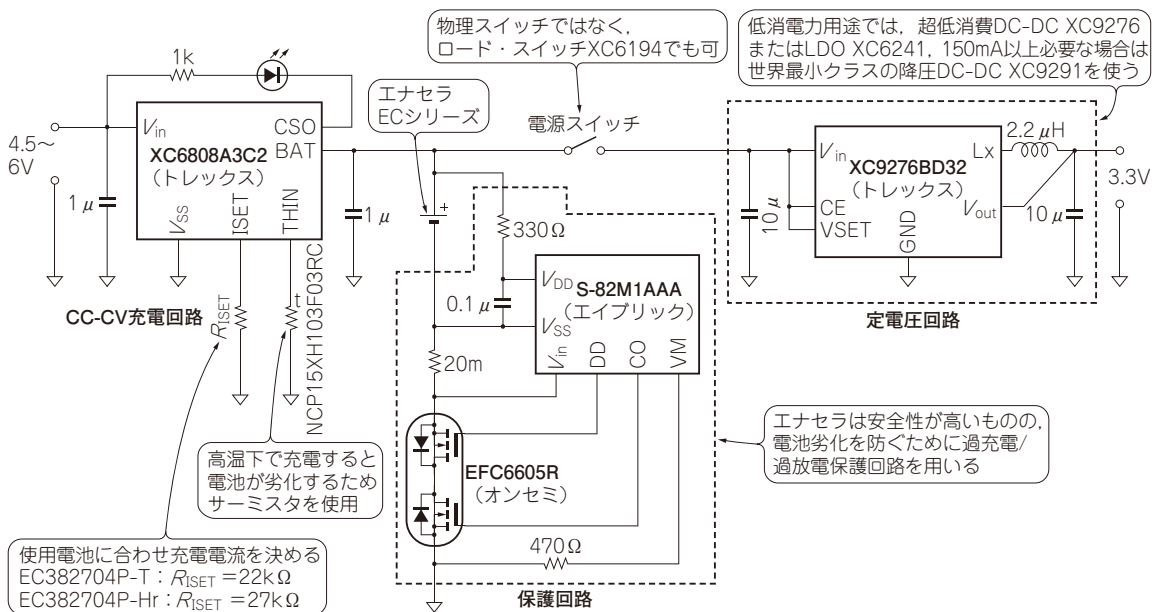 物理スイッチではなく,
ロード・スイッチXC6194でも可
低消電力用途では，超低消費DC-DC XC9276
またはLDO XC6241，150mA以上必要な場合は
世界最小クラスの降圧DC-DC XC9291を使う
1k
エナセラ
ECシリーズ
電源スイッチ
4.5～
6V
Vin
CSO
BAT
XC6808A3C2
（トレックス）
VSS
ISET
THIN
1μ
1μ
CC-CV充電回路
RISET
t
NCP15XH103F03RC
+
330Ω
0.1μ
VDD
S-82M1AAA
（エイブリック）
VSS
Vin
DD
CO
VM
20m
EFC6605R
（オンセミ）
470Ω
保護回路
10μ
Vin
Lx
XC9276BD32
（トレックス）
CE
VSET
Vout
GND
2.2μH
10μ
3.3V
定電圧回路
エナセラは安全性が高いものの,
電池劣化を防ぐために過充電/
過放電保護回路を用いる
高温下で充電すると
電池が劣化するため
サーミスタを使用
使用電池に合わせ充電電流を決める
EC382704P-T：RISET＝22kΩ
EC382704P-Hr：RISET＝27kΩ